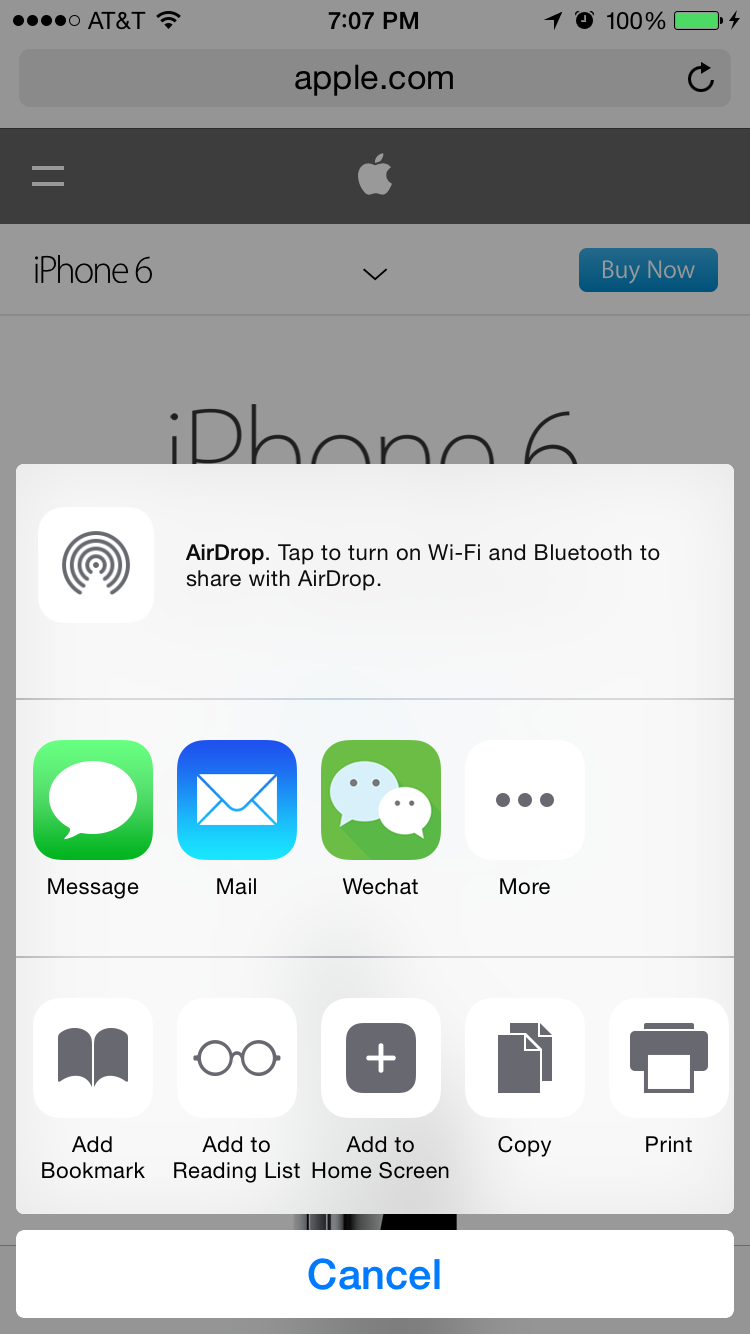 AT&T 7:07 PM 100%
apple.com
iPhone 6 Buy Now
iPhone 6
AirDrop. Tap to turn on Wi-Fi and Bluetooth to
share with AirDrop.
Message Mail Wechat More
Add Bookmark
Add to Reading List
Add to Home Screen
Copy
Print
Cancel